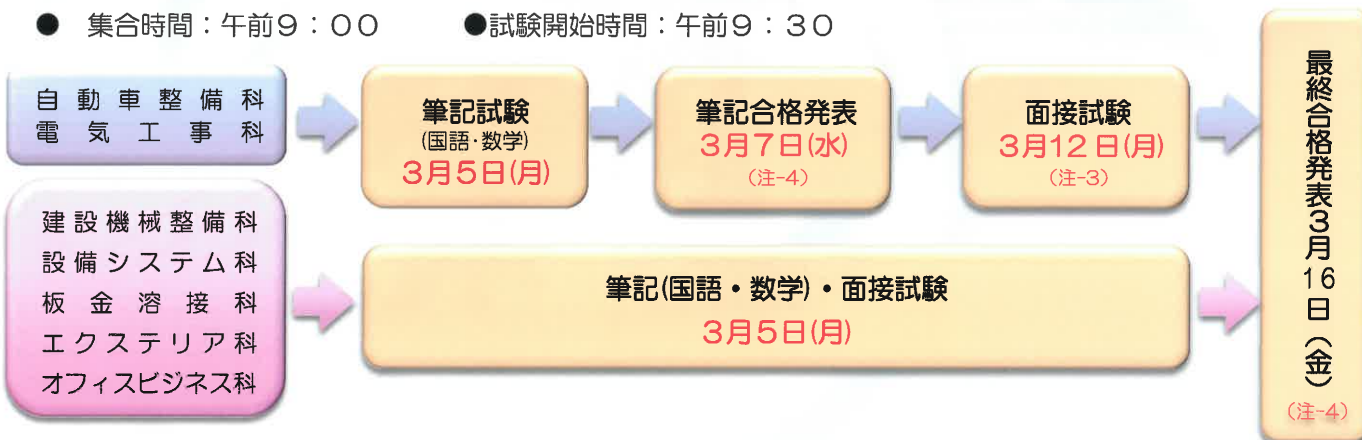 ● 集合時間：午前９：００ ●試験開始時間：午前９：３０
自動車整備科
電気工事科
筆記試験
(国語･数学)
３月５日(月)
筆記合格発表
３月７日(水)
（注-4）
面接試験
３月１２日(月)
（注-3）
建設機械整備科
設備システム科
板金溶接科
エクステリア科
オフィスビジネス科
筆記(国語・数学)・面接試験
３月５日(月)
最終合格発表３月16日（金）
（注-4）